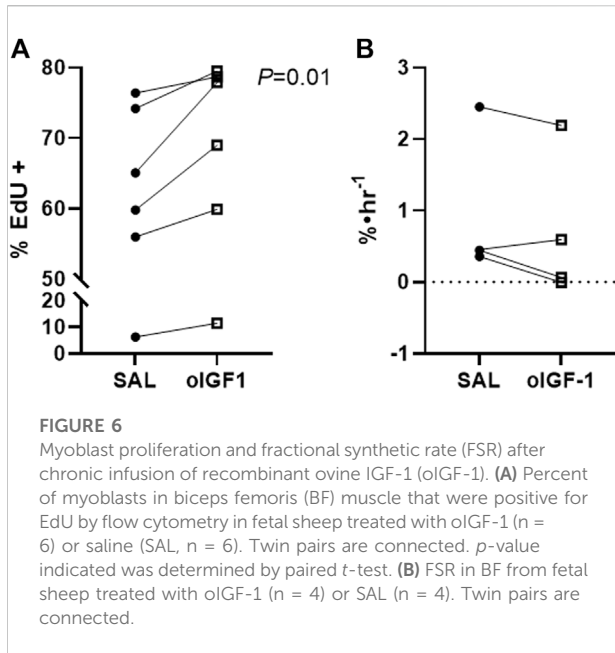 A
B
80
70
60
50
20
10
0
% EdU +
P=0.01
SAL
oIGF1
3
2
1
0
-1
%•hr-1
SAL
oIGF-1
FIGURE 6
Myoblast proliferation and fractional synthetic rate (FSR) after
chronic infusion of recombinant ovine IGF-1 (oIGF-1). (A) Percent
of myoblasts in biceps femoris (BF) muscle that were positive for
EdU by flow cytometry in fetal sheep treated with oIGF-1 (n =
6) or saline (SAL, n = 6). Twin pairs are connected. p-value
indicated was determined by paired t-test. (B) FSR in BF from fetal
sheep treated with oIGF-1 (n = 4) or SAL (n = 4). Twin pairs are
connected.